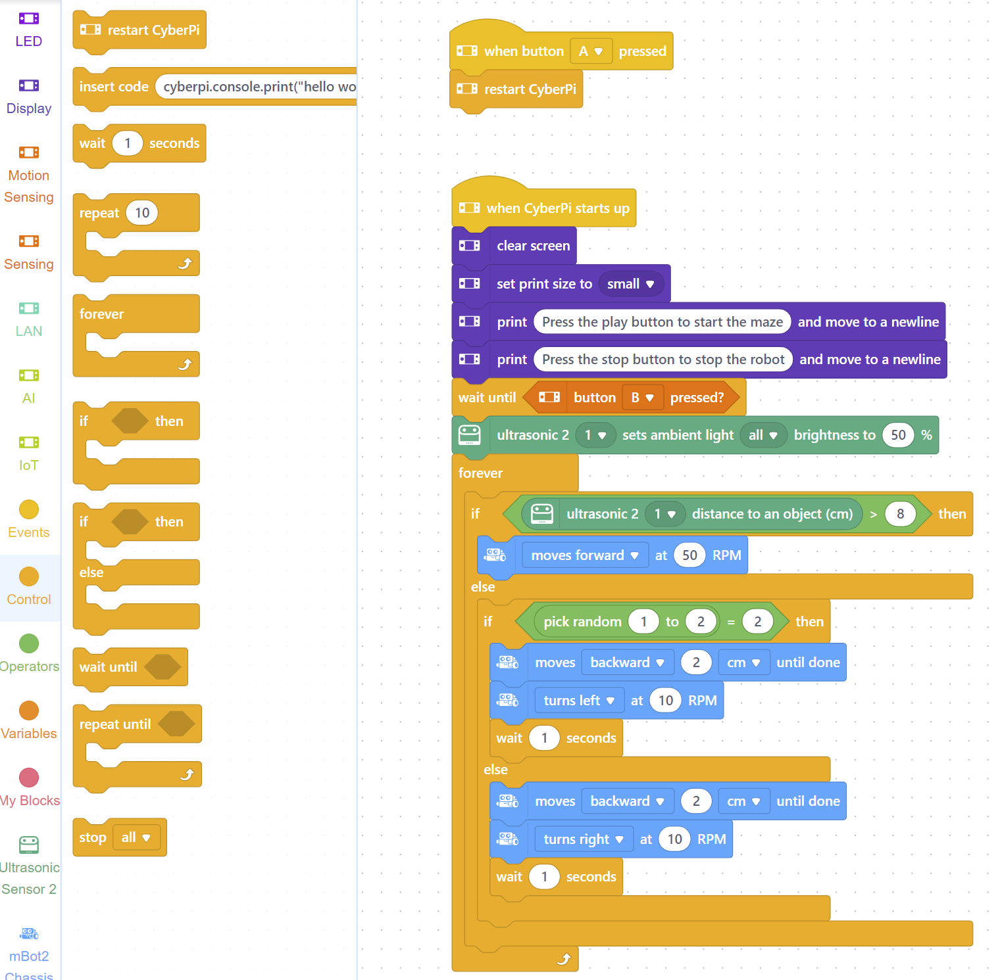 LED
Display
Motion
Sensing
Sensing
LAN
AI
IoT
Events
Control
Operators
Variables
My Blocks
Ultrasonic
Sensor 2
mBot2
Chassis
restart CyberPi
insert code cyberpi.console.print("hello wo
wait 1 seconds
repeat 10
forever
if then
if then
else
wait until
repeat until
stop all
when button A pressed
restart CyberPi
when CyberPi starts up
clear screen
set print size to small
print Press the play button to start the maze and move to a newline
print Press the stop button to stop the robot and move to a newline
wait until button B pressed?
ultrasonic 2 1 sets ambient light all brightness to 50 %
forever
if ultrasonic 2 1 distance to an object (cm) > 8 then
moves forward at 50 RPM
else
if pick random 1 to 2 = 2 then
moves backward 2 cm until done
turns left at 10 RPM
wait 1 seconds
else
moves backward 2 cm until done
turns right at 10 RPM
wait 1 seconds